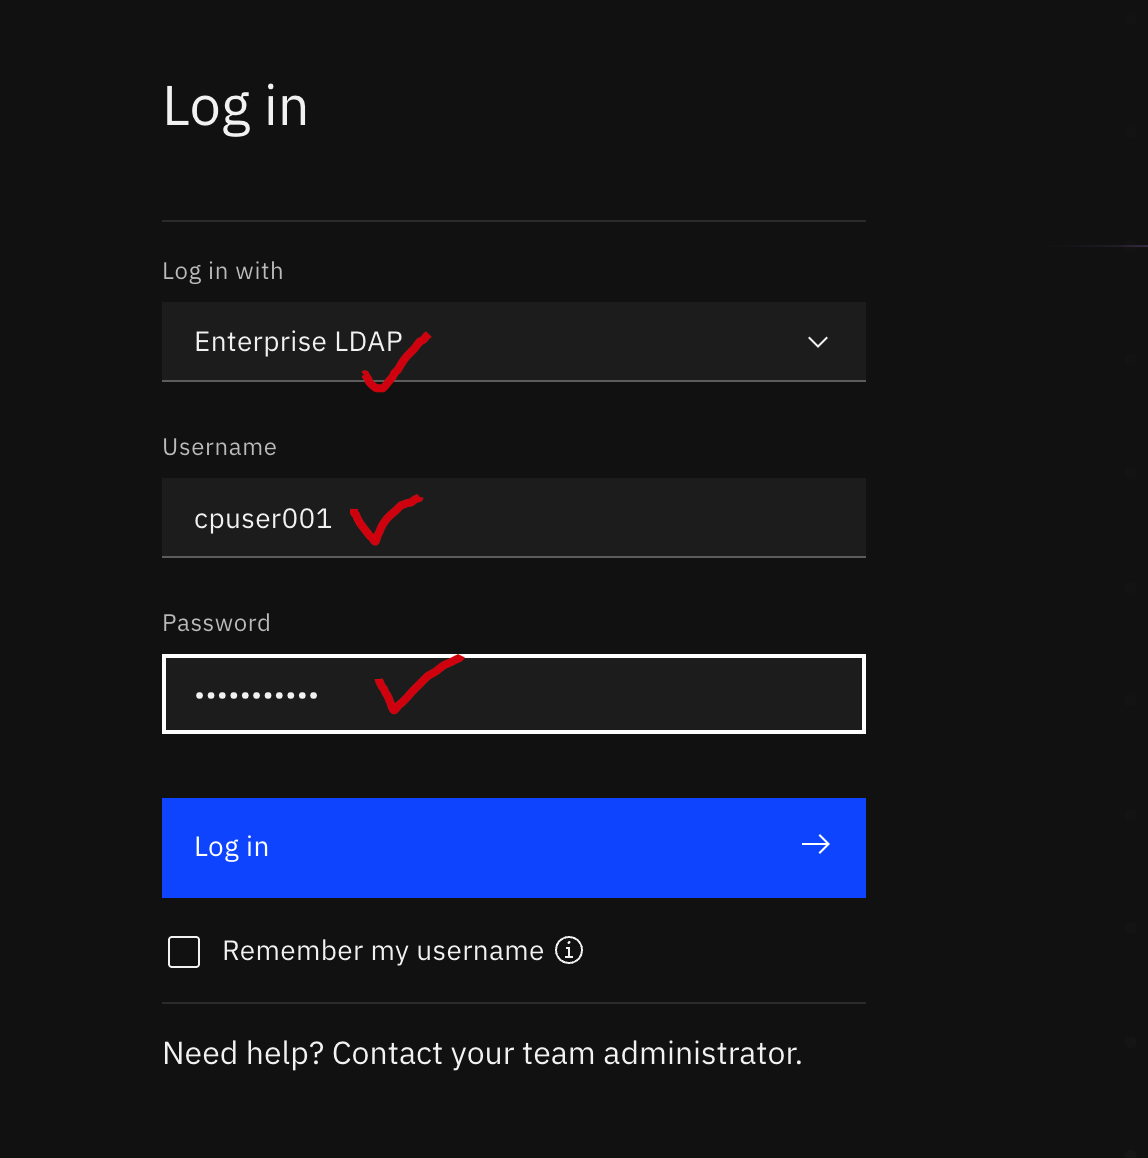 Log in
Log in with
Enterprise LDAP
Username
cpuser001
Password
•••••••••••
Log in
Remember my username
Need help? Contact your team administrator.